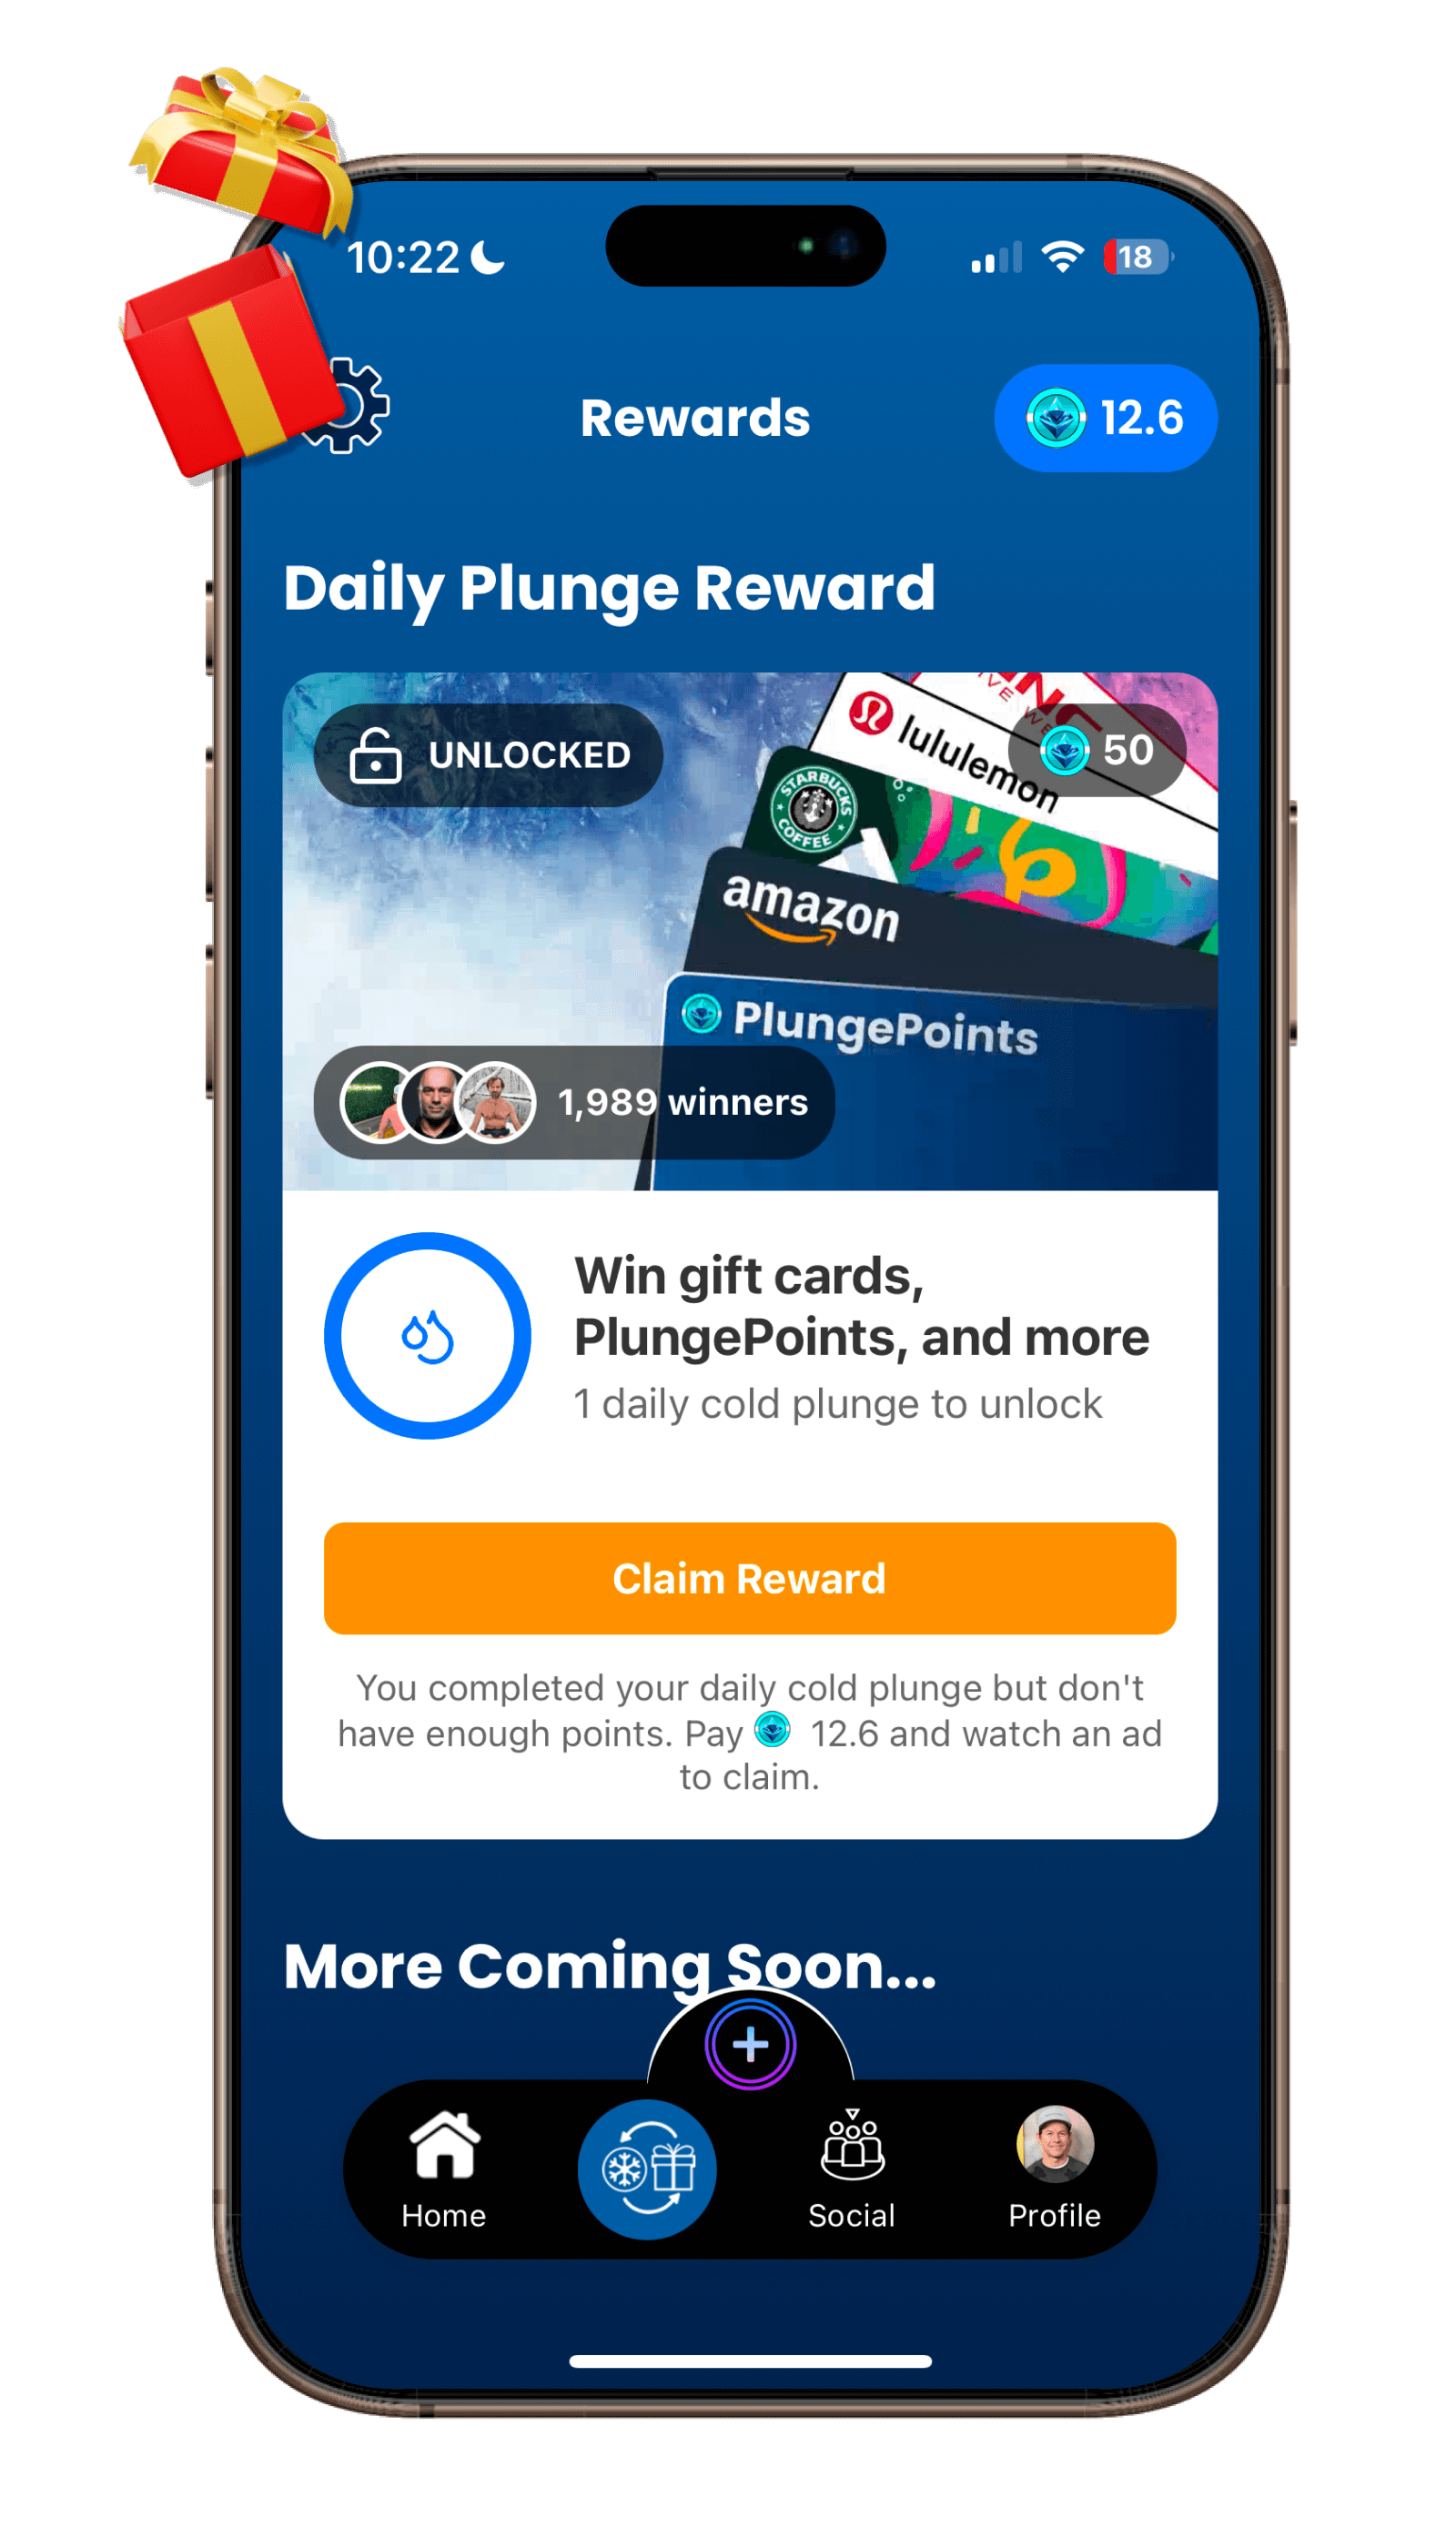 10:22
18
Rewards
12.6
Daily Plunge Reward
UNLOCKED
50
lululemon
STARBUCKS
COFFEE
amazon
PlungePoints
1,989 winners
Win gift cards,
PlungePoints, and more
1 daily cold plunge to unlock
Claim Reward
You completed your daily cold plunge but don't
have enough points. Pay 12.6 and watch an ad
to claim.
More Coming Soon...
Home
Social
Profile